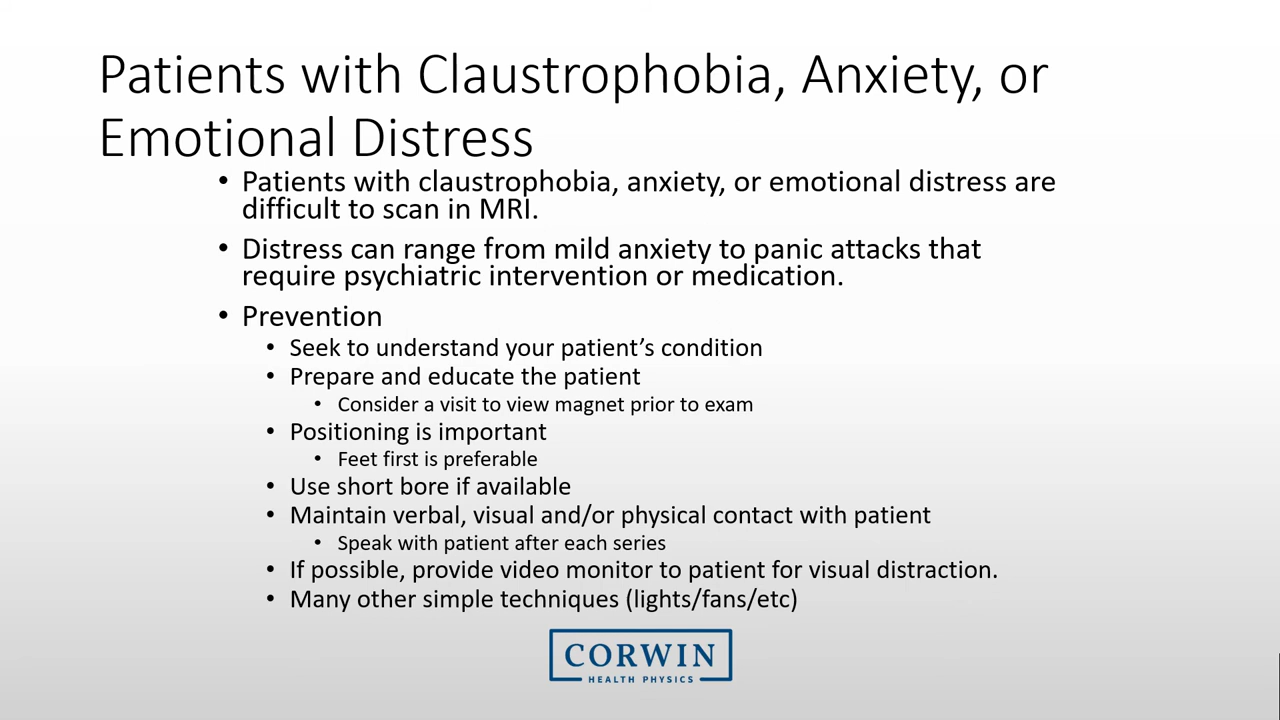 Patients with Claustrophobia, Anxiety, or
Emotional Distress
• Patients with claustrophobia, anxiety, or emotional distress are
difficult to scan in MRI.
• Distress can range from mild anxiety to panic attacks that
require psychiatric intervention or medication.
• Prevention
• Seek to understand your patient’s condition
• Prepare and educate the patient
• Consider a visit to view magnet prior to exam
• Positioning is important
• Feet first is preferable
• Use short bore if available
• Maintain verbal, visual and/or physical contact with patient
• Speak with patient after each series
• If possible, provide video monitor to patient for visual distraction.
• Many other simple techniques (lights/fans/etc)
CORWIN
HEALTH PHYSICS